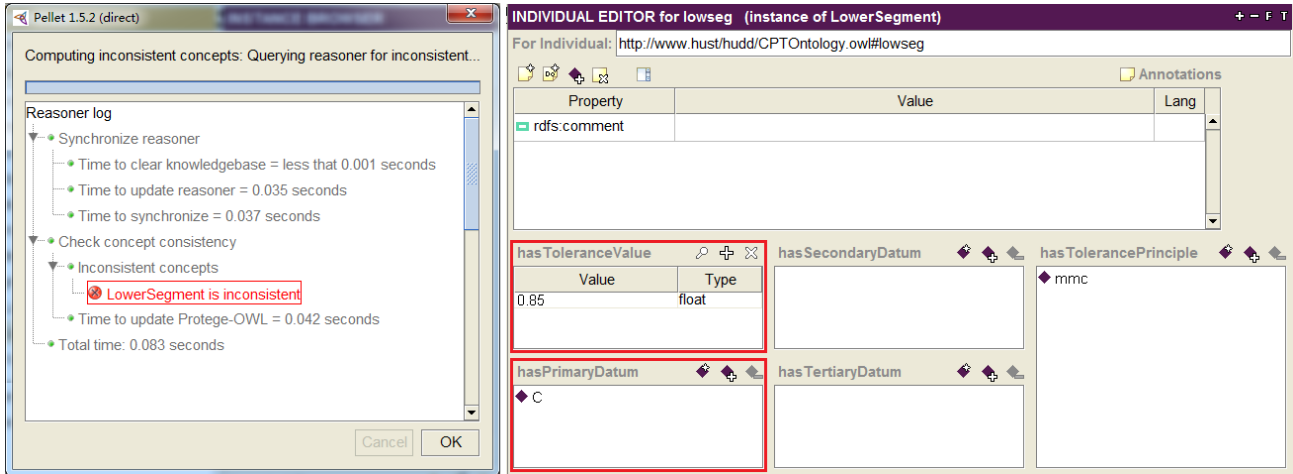 Pellet 1.5.2 (direct)
Computing inconsistent concepts: Querying reasoner for inconsistent...
Reasoner log
Synchronize reasoner
Time to clear knowledgebase = less that 0.001 seconds
Time to update reasoner = 0.035 seconds
Time to synchronize = 0.037 seconds
Check concept consistency
Inconsistent concepts
LowerSegment is inconsistent
Time to update Protege-OWL = 0.042 seconds
Total time: 0.083 seconds
Cancel OK
INDIVIDUAL EDITOR for lowseg (instance of LowerSegment) + - F T
For Individual: http://www.hust/hudd/CPTOntology.owl#lowseg
Annotations
Property Value Lang
rdfs:comment
hasToleranceValue hasSecondaryDatum hasTolerancePrinciple
Value Type
mmc
0.85 float
hasPrimaryDatum hasTertiaryDatum
C